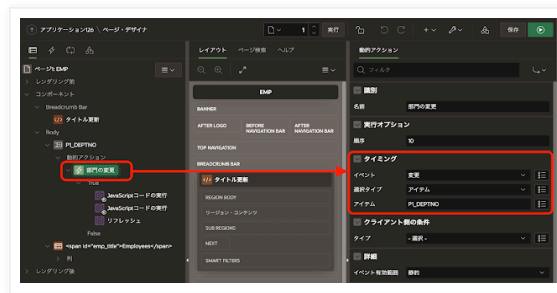 アプリケーション126 \ ページ・デザイナ
1
実行
保存
レイアウト
ページ検索
ヘルプ
動的アクション
ページ1: EMP
レンダリング前
コンポーネント
Breadcrumb Bar
タイトル更新
Body
P1_DEPTNO
動的アクション
部門の変更
True
JavaScriptコードの実行
JavaScriptコードの実行
リフレッシュ
False
<span id="emp_title">Employees</span>
列
レンダリング後
EMP
BANNER
AFTER LOGO
BEFORE NAVIGATION BAR
AFTER NAVIGATION BAR
TOP NAVIGATION
BREADCRUMB BAR
タイトル更新
REGION BODY
リージョン・コンテンツ
SUB REGIONS
NEXT
SMART FILTERS
フィルタ
識別
名前
部門の変更
実行オプション
順序
10
タイミング
イベント
変更
選択タイプ
アイテム
アイテム
P1_DEPTNO
クライアント側の条件
タイプ
- 選択 -
詳細
イベント有効範囲
静的